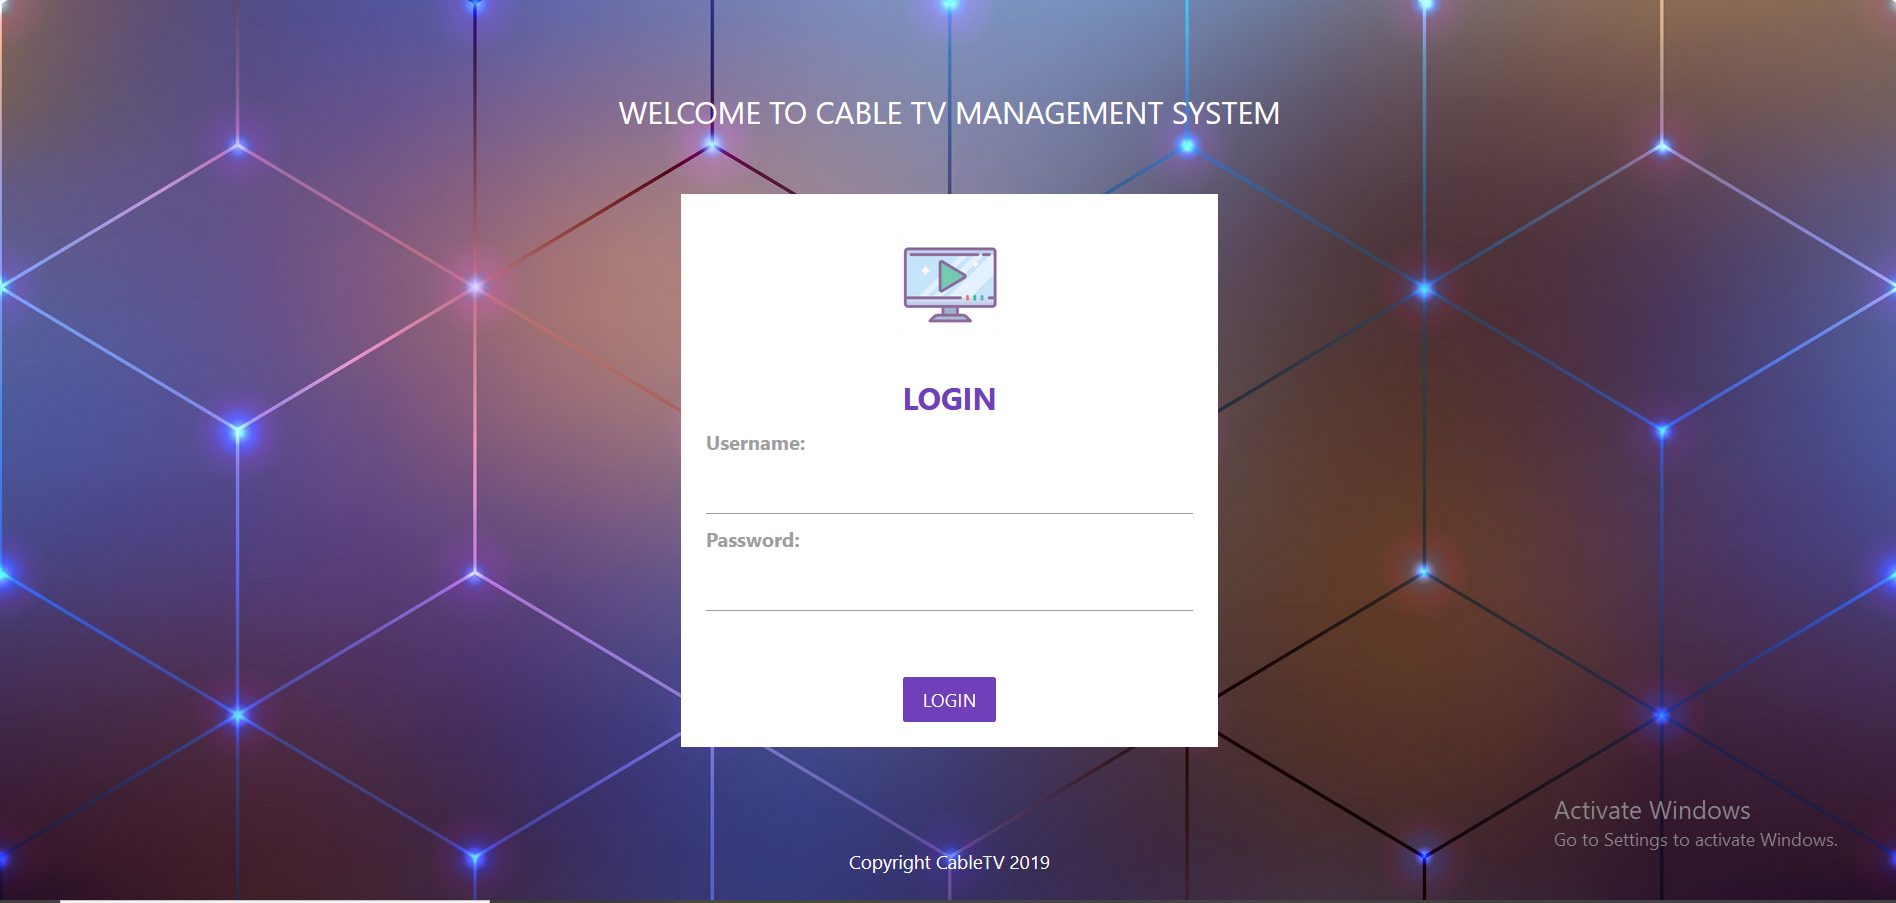 WELCOME TO CABLE TV MANAGEMENT SYSTEM
LOGIN
Username:
Password:
LOGIN
Activate Windows
Go to Settings to activate Windows.
Copyright CableTV 2019